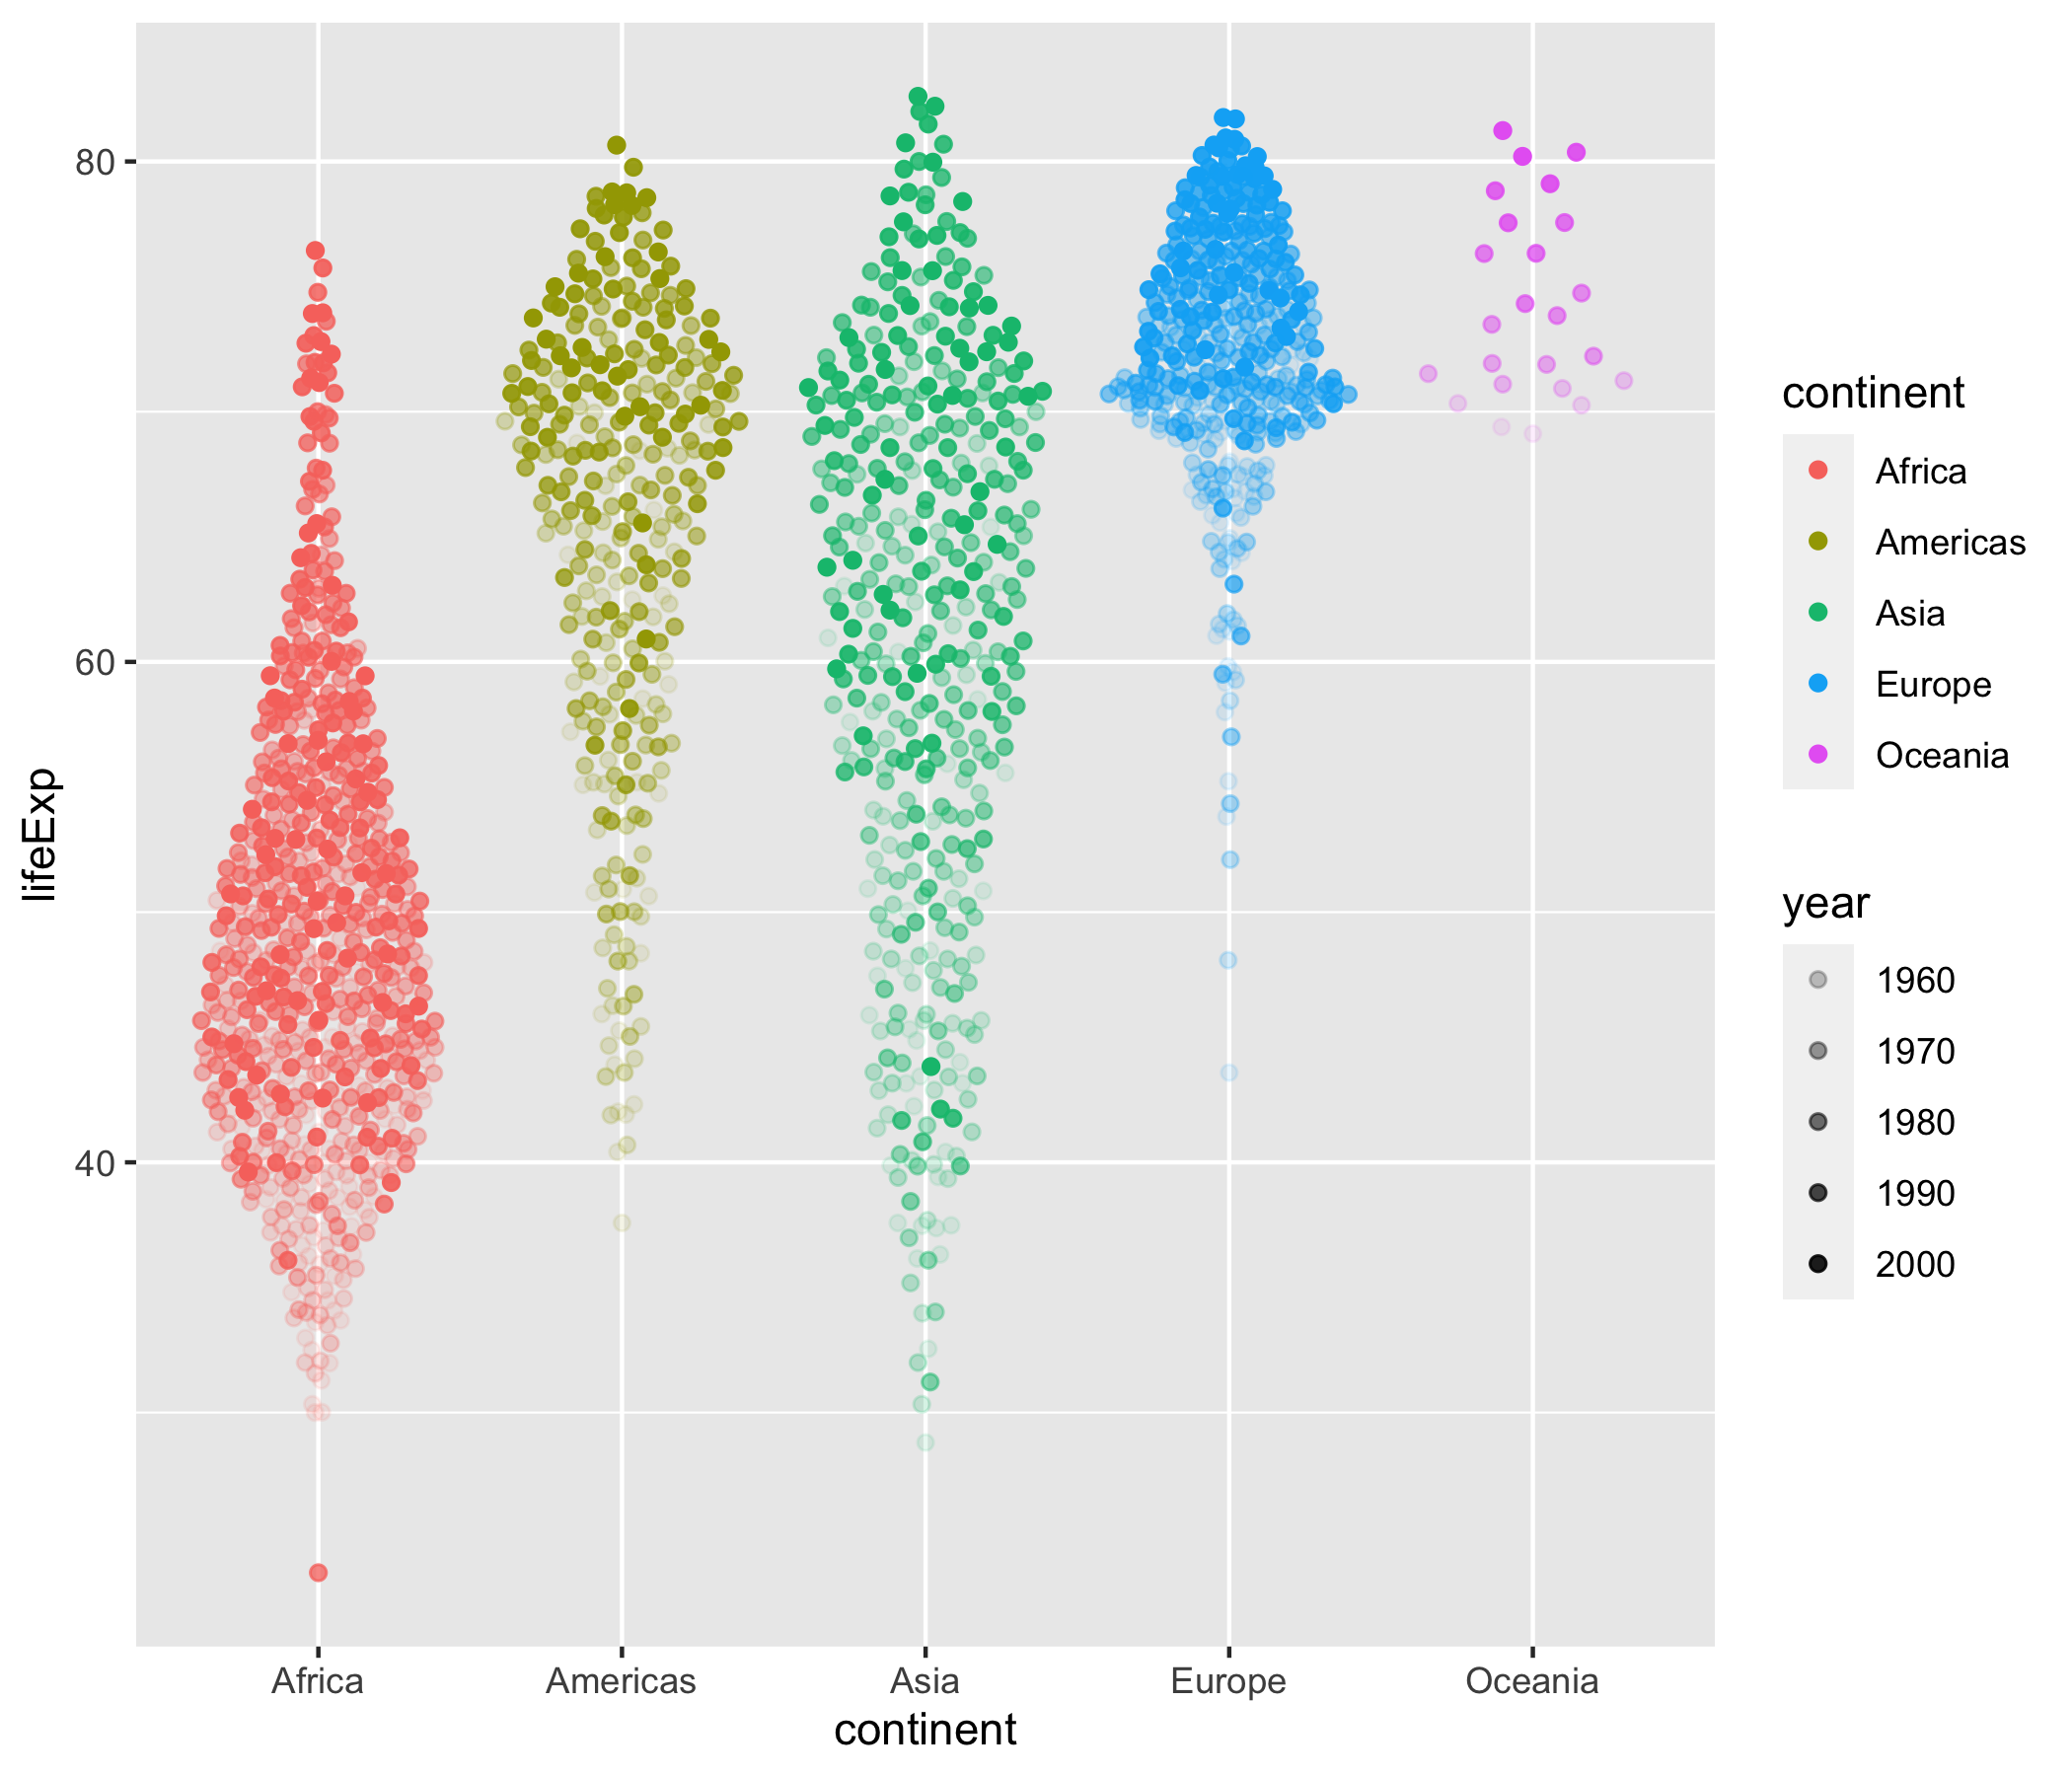 lifeExp
80
60
40
Africa
Americas
Asia
Europe
Oceania
continent
continent
Africa
Americas
Asia
Europe
Oceania
year
1960
1970
1980
1990
2000